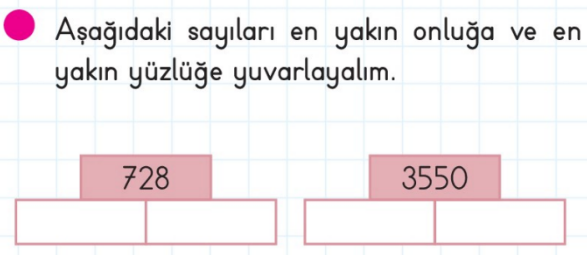 Aşağıdaki sayıları en yakın onluğa ve en
yakın yüzlüğe yuvarlayalım.
728 3550